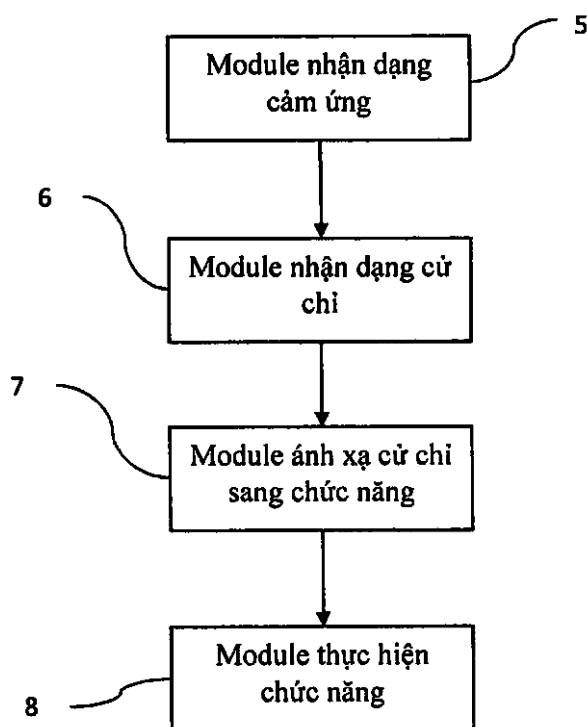 5
Module nhận dạng
cảm ứng
6
Module nhận dạng cử
chỉ
7
Module ánh xạ cử chỉ
sang chức năng
Module thực hiện
chức năng
8